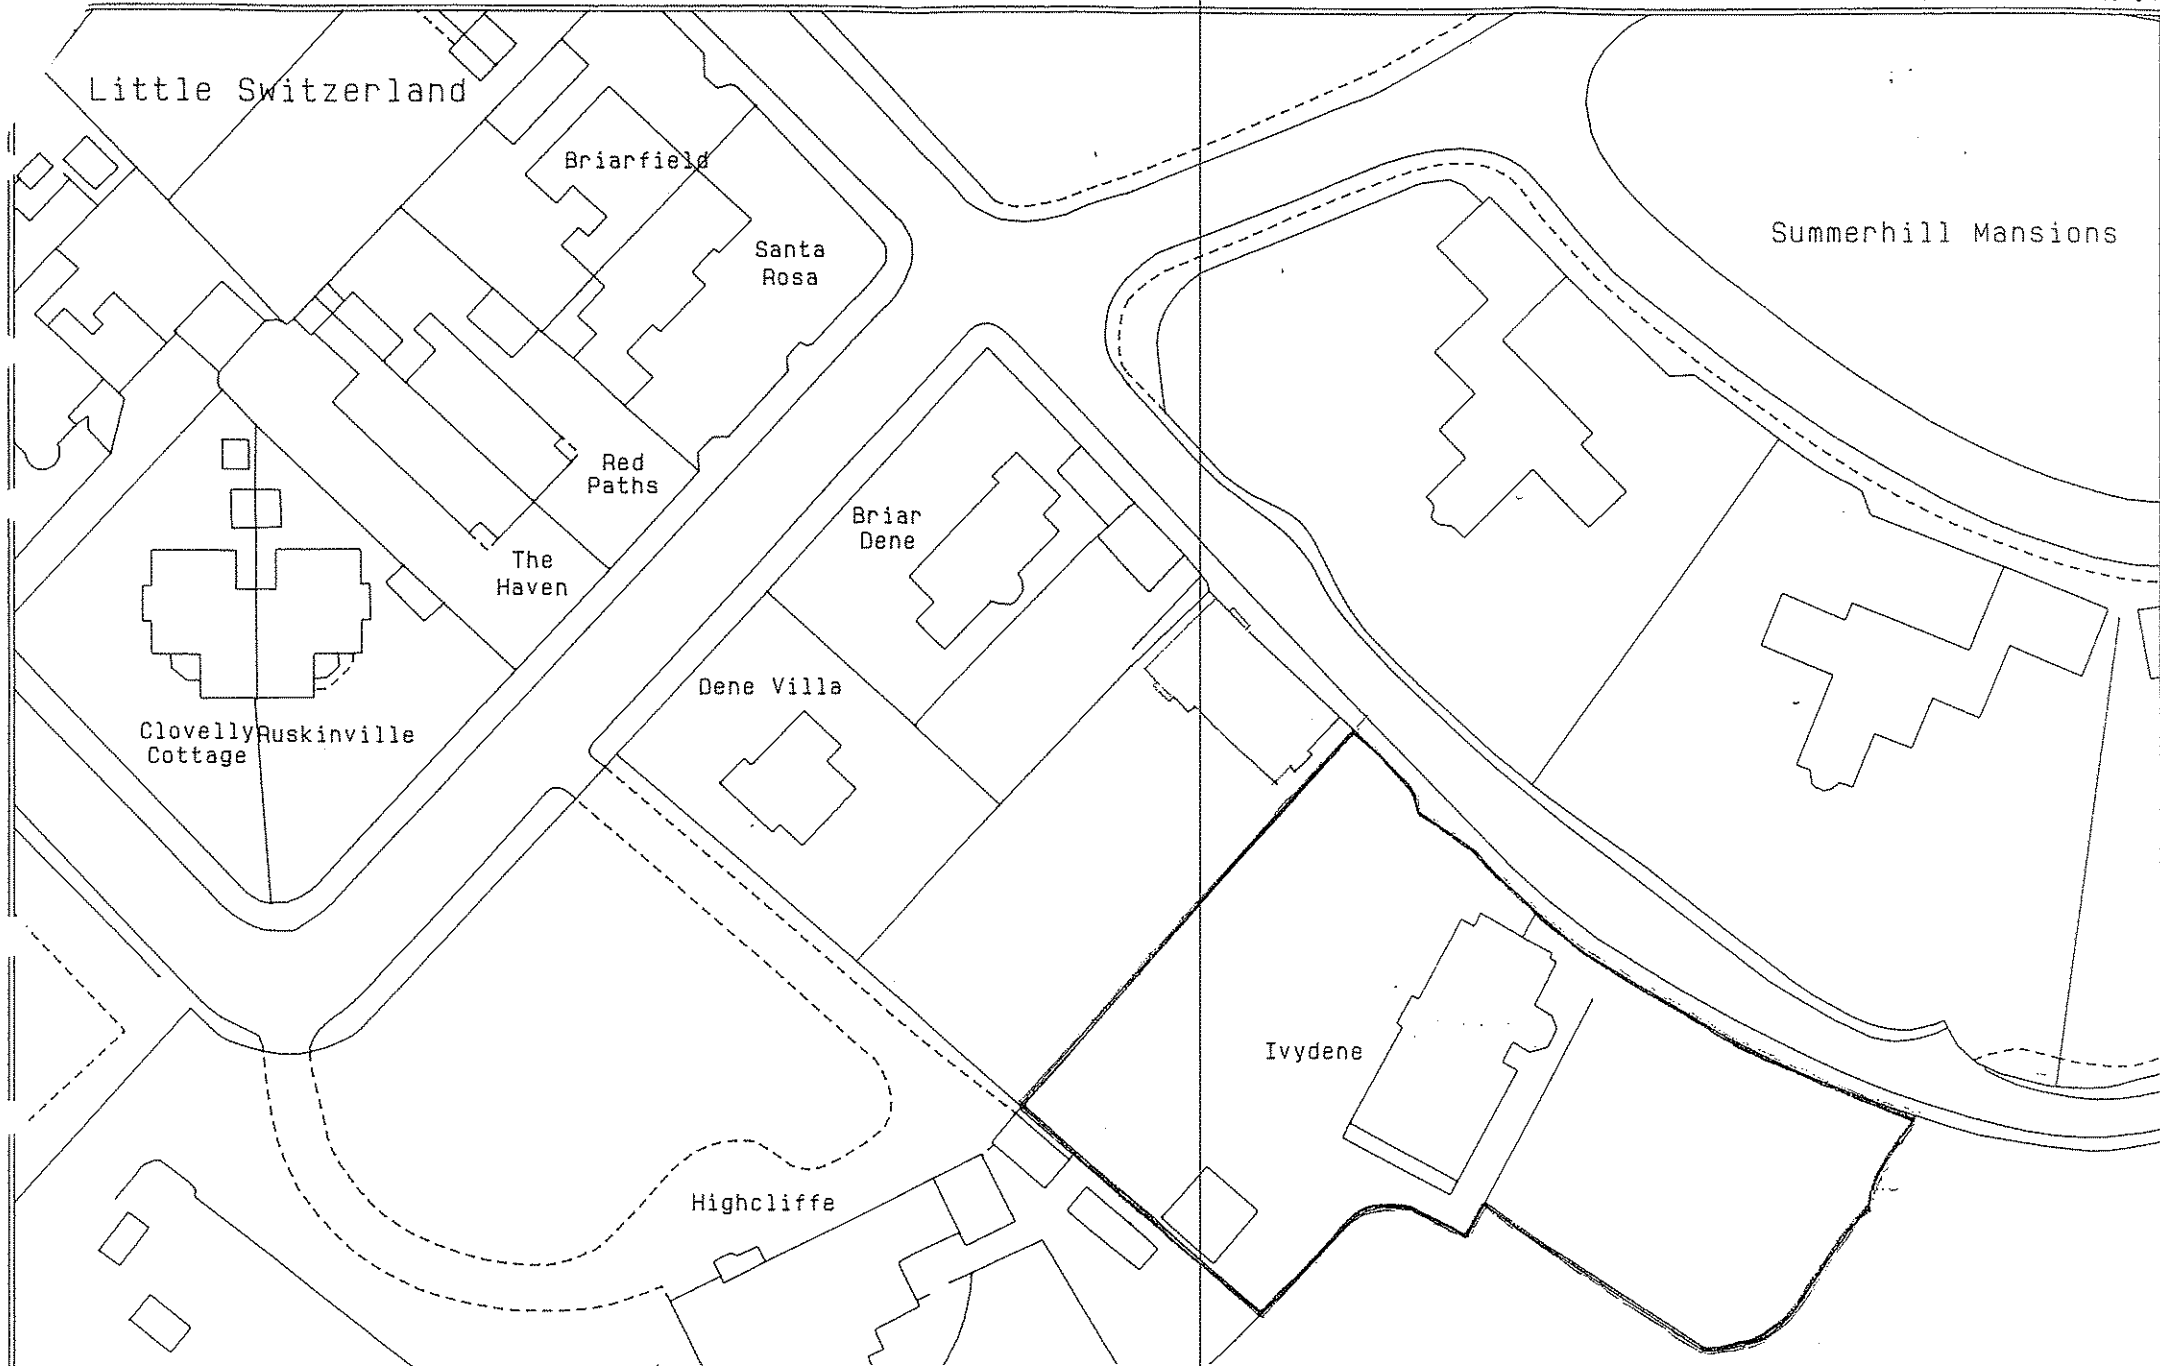 Little Switzerland
Briarfield
Summerhill Mansions
Santa
Rosa
Red
Paths
Briar
Dene
The
Haven
Dene Villa
Clovelly
Cottage
Ruskinville
Ivydene
Highcliffe